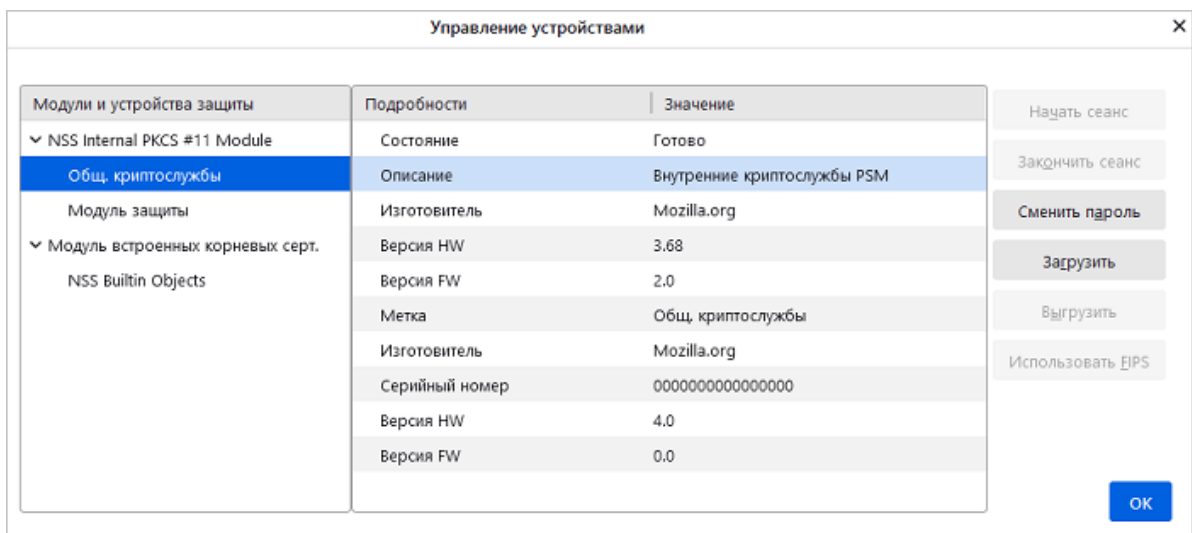 Управление устройствами
Модули и устройства защиты
NSS Internal PKCS #11 Module
Общ. криптослужбы
Модуль защиты
Модуль встроенных корневых серт.
NSS Builtin Objects
Подробности Значение
Состояние Готово
Описание Внутренние криптослужбы PSM
Изготовитель Mozilla.org
Версия HW 3.68
Версия FW 2.0
Метка Общ. криптослужбы
Изготовитель Mozilla.org
Серийный номер 0000000000000000
Версия HW 4.0
Версия FW 0.0
Начать сеанс
Закончить сеанс
Сменить пароль
Загрузить
Выгрузить
Использовать FIPS
ОК